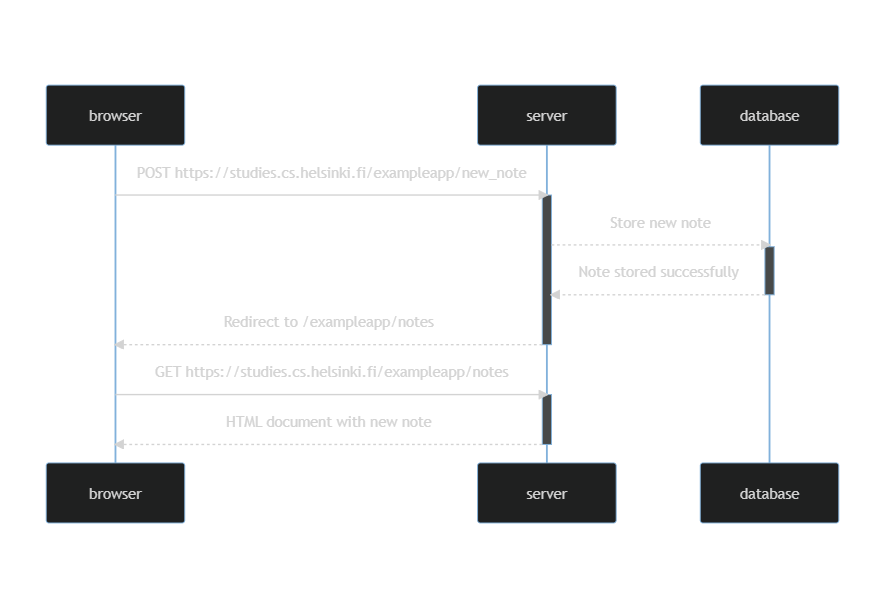 browser
server
database
POST https://studies.cs.helsinki.fi/exampleapp/new_note
Store new note
Note stored successfully
Redirect to /exampleapp/notes
GET https://studies.cs.helsinki.fi/exampleapp/notes
HTML document with new note
browser
server
database